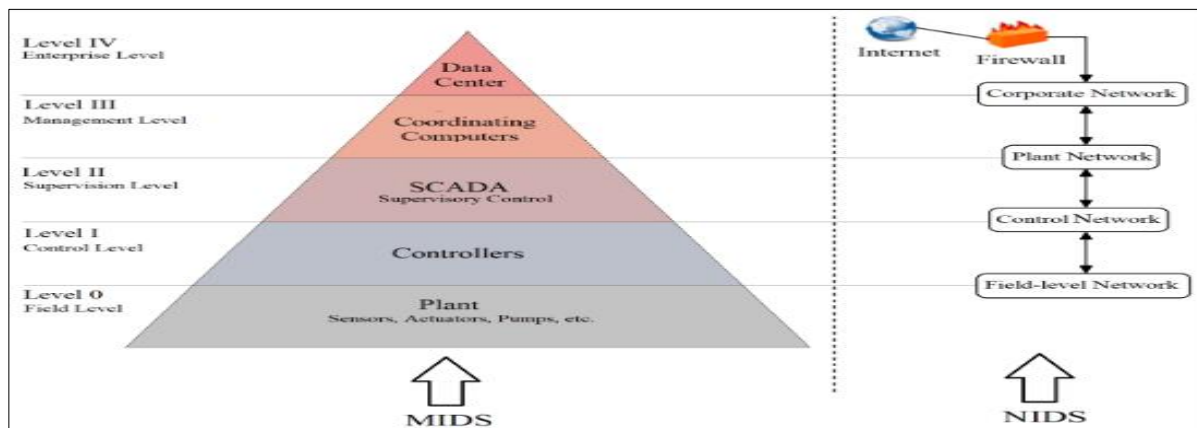 Level IV
Enterprise Level
Level III
Management Level
Level II
Supervision Level
Level I
Control Level
Level 0
Field Level
Data
Center
Coordinating
Computers
SCADA
Supervisory Control
Controllers
Plant
Sensors, Actuators, Pumps, etc.
MIDS
Internet
Firewall
Corporate Network
Plant Network
Control Network
Field-level Network
NIDS